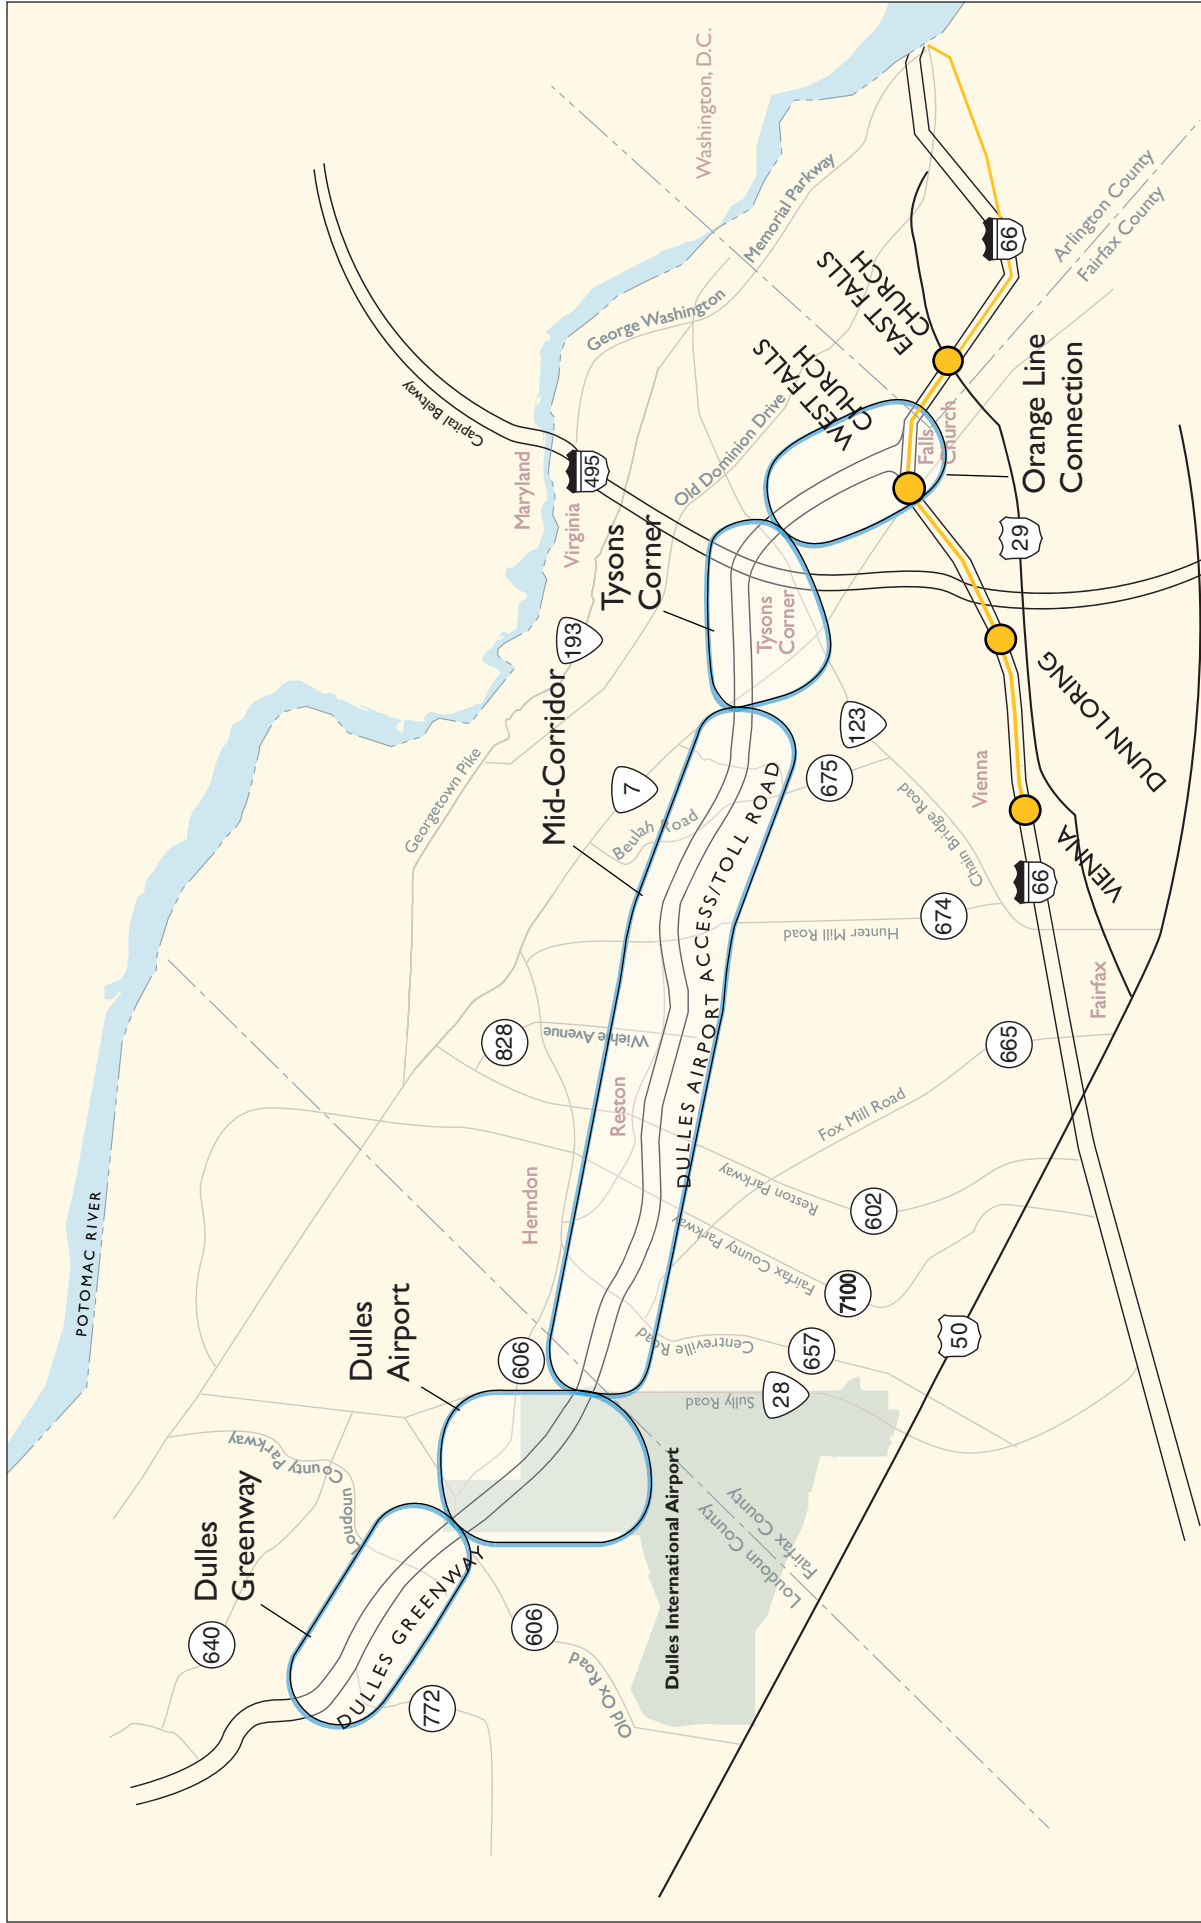 POTOMAC RIVER
Washington, D.C.
Capital Beltway
Maryland
Virginia
495
George Washington
Memorial Parkway
Old Dominion Drive
Georgetown Pike
193
7
Beulah Road
Mid-Corridor
Tysons
Corner
Tysons
Corner
WEST FALLS
CHURCH
EAST FALLS
CHURCH
Falls
Church
Orange Line
Connection
66
Arlington County
Fairfax County
29
123
675
Chain Bridge Road
Vienna
DUNN LORING
VIENNA
66
674
Hunter Mill Road
Fairfax
665
Fox Mill Road
828
Wiehle Avenue
Reston
Herndon
DULLES AIRPORT ACCESS/TOLL ROAD
Reston Parkway
602
Fairfax County Parkway
7100
Centreville Road
657
28
Sully Road
50
606
Dulles
Airport
Dulles International Airport
Fairfax County
Loudoun County
Loudoun County Parkway
Dulles
Greenway
DULLES GREENWAY
640
606
Old Ox Road
772